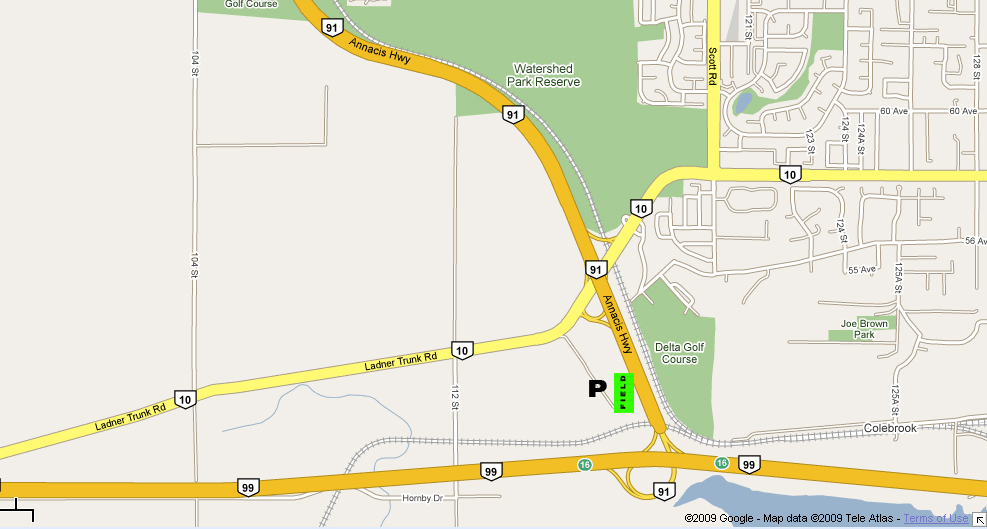 Golf Course
91
Annacis Hwy
104 St
Scott Rd
121 St
128 St
Watershed
Park Reserve
60 Ave
60 Ave
91
123 St
124 St
124A St
10
10
124 St
56 Av
104 St
91
55 Ave
125A St
Annacis Hwy
Joe Brown
Park
10
Ladner Trunk Rd
Delta Golf
Course
P
FIELD
10
Ladner Trunk Rd
112 St
125A St
Colebrook
99
16
16
99
99
91
Hornby Dr
©2009 Google - Map data ©2009 Tele Atlas - Terms of Use